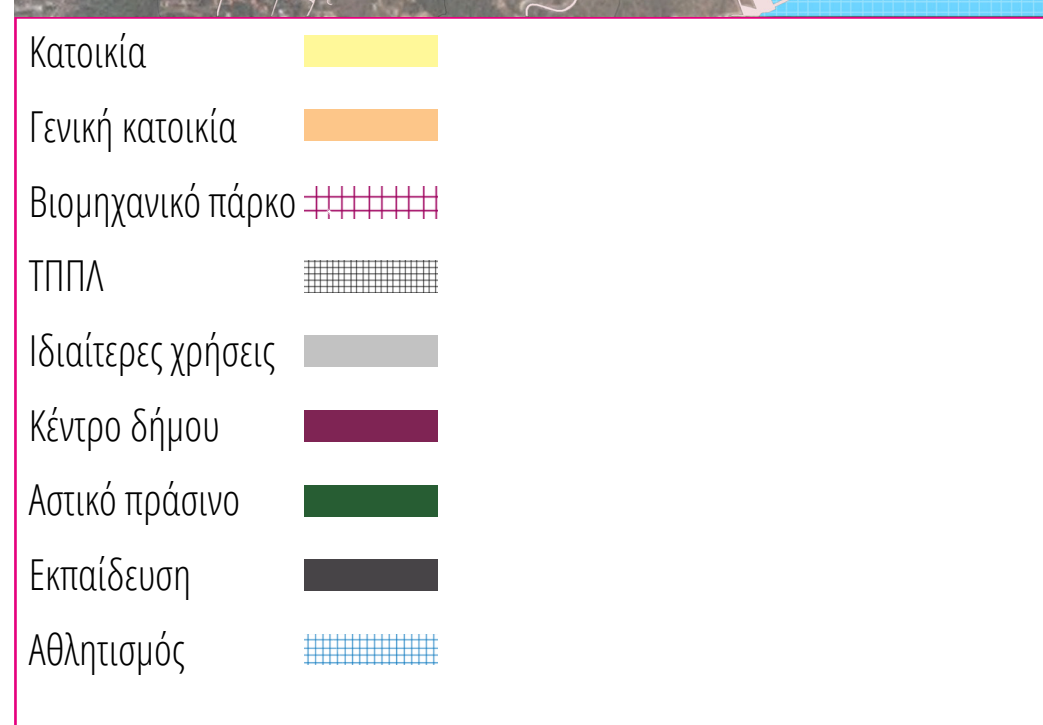 Κατοικία
Γενική κατοικία
Βιομηχανικό πάρκο
ΤΠΠΛ
Ιδιαίτερες χρήσεις
Κέντρο δήμου
Αστικό πράσινο
Εκπαίδευση
Αθλητισμός